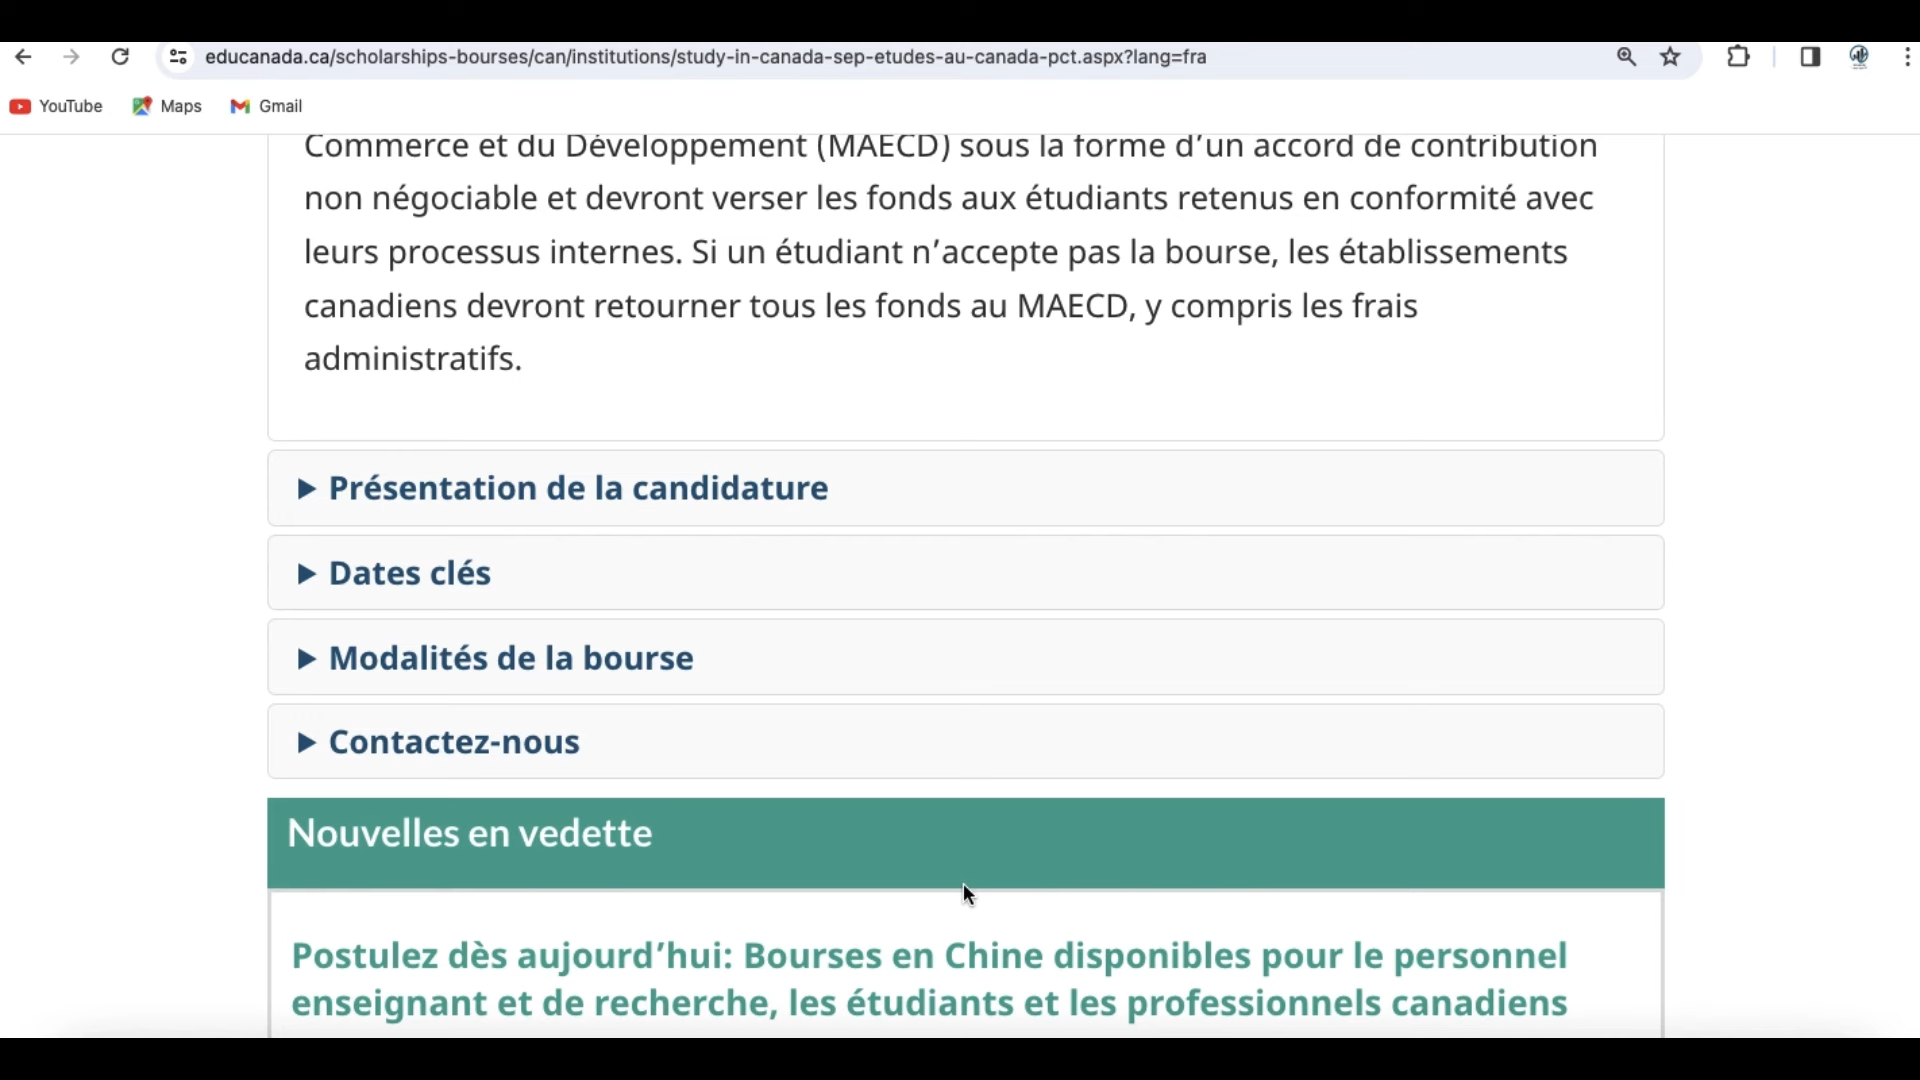 educanada.ca/scholarships-bourses/can/institutions/study-in-canada-sep-etudes-au-canada-pct.aspx?lang=fra
YouTube Maps Gmail
Commerce et du Développement (MAECD) sous la forme d’un accord de contribution
non négociable et devront verser les fonds aux étudiants retenus en conformité avec
leurs processus internes. Si un étudiant n’accepte pas la bourse, les établissements
canadiens devront retourner tous les fonds au MAECD, y compris les frais
administratifs.
Présentation de la candidature
Dates clés
Modalités de la bourse
Contactez-nous
Nouvelles en vedette
Postulez dès aujourd’hui: Bourses en Chine disponibles pour le personnel
enseignant et de recherche, les étudiants et les professionnels canadiens